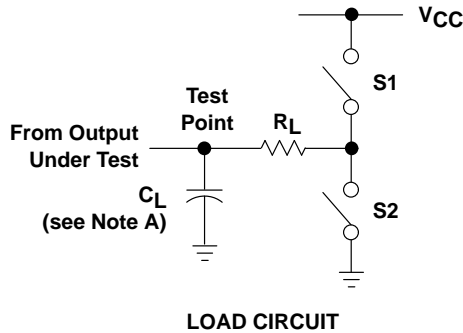 VCC
S1
Test
Point
RL
From Output
Under Test
CL
(see Note A)
S2
LOAD CIRCUIT